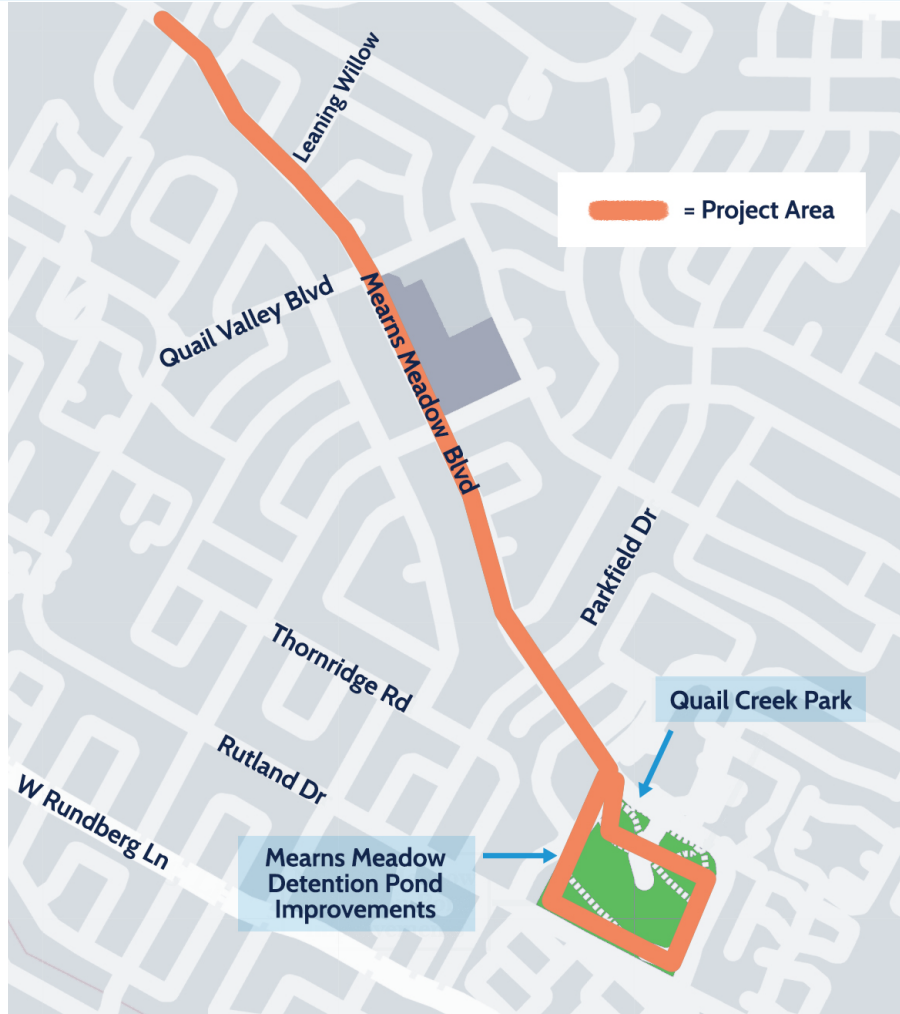 Leaning Willow
= Project Area
Quail Valley Blvd
Mearns Meadow Blvd
Parkfield Dr
Thornridge Rd
Quail Creek Park
Rutland Dr
W Rundberg Ln
Mearns Meadow
Detention Pond
Improvements